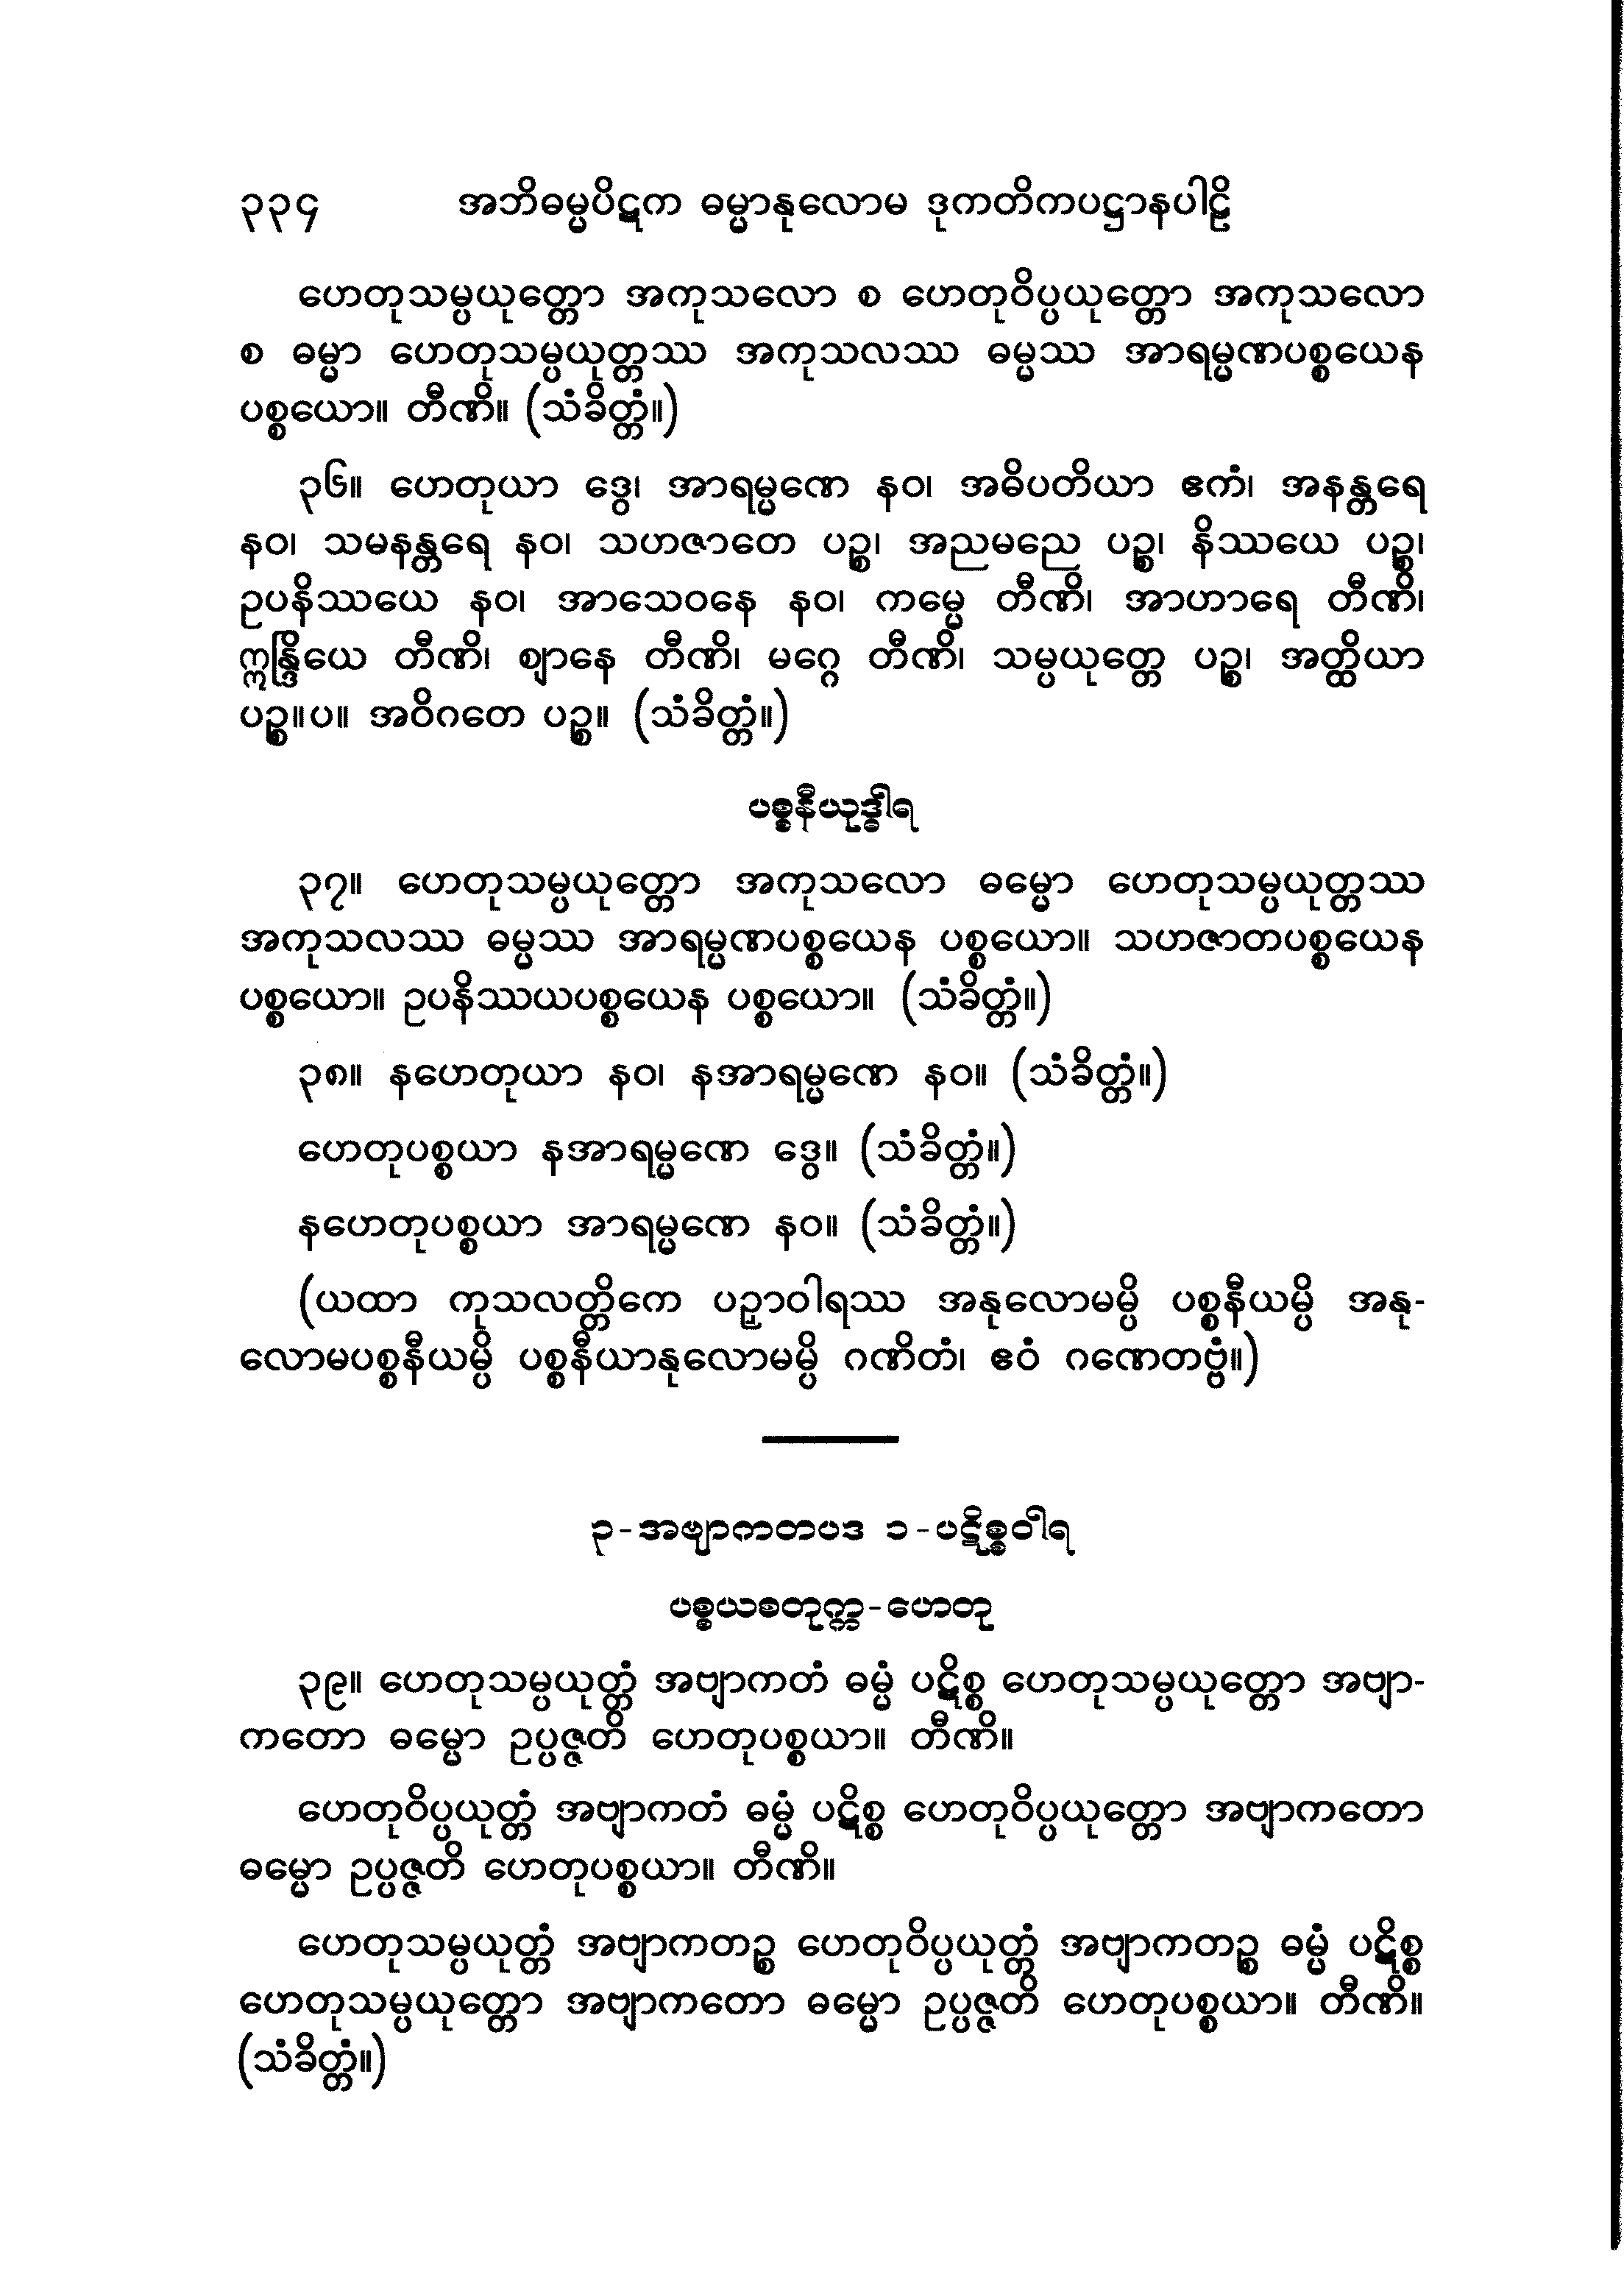 ၃၃၄ အဘိဓမ္မပိဋက ဓမ္မာနုလောမ ဒုကတိကပဋ္ဌာနပါဠိ
ဟေတုသမ္ပယုတ္တော အကုသလော စ ဟေတုဝိပ္ပယုတ္တော အကုသလော
စ ဓမ္မာ ဟေတုသမ္ပယုတ္တဿ အကုသလဿ ဓမ္မဿ အာရမ္မဏပစ္စယေန
ပစ္စယော။ တီဏိ။ (သံခိတ္တံ။)
၃၆။ ဟေတုယာ ဒွေ၊ အာရမ္မဏေ နဝ၊ အဓိပတိယာ ဧကံ၊ အနန္တရေ
နဝ၊ သမနန္တရေ နဝ၊ သဟဇာတေ ပဉ္စ၊ အညမညေ ပဉ္စ၊ နိဿယေ ပဉ္စ၊
ဥပနိဿယေ နဝ၊ အာသေဝနေ နဝ၊ ကမ္မေ တီဏိ၊ အာဟာရေ တီဏိ၊
ဣန္ဒြိယေ တီဏိ၊ ဈာနေ တီဏိ၊ မဂ္ဂေ တီဏိ၊ သမ္ပယုတ္တေ ပဉ္စ၊ အတ္ထိယာ
ပဉ္စ။ပ။ အဝိဂတေ ပဉ္စ။ (သံခိတ္တံ။)
ပစ္စနီယုဒ္ဓါရ
၃၇။ ဟေတုသမ္ပယုတ္တော အကုသလော ဓမ္မော ဟေတုသမ္ပယုတ္တဿ
အကုသလဿ ဓမ္မဿ အာရမ္မဏပစ္စယေန ပစ္စယော။ သဟဇာတပစ္စယေန
ပစ္စယော။ ဥပနိဿယပစ္စယေန ပစ္စယော။ (သံခိတ္တံ။)
၃၈။ နဟေတုယာ နဝ၊ နအာရမ္မဏေ နဝ။ (သံခိတ္တံ။)
ဟေတုပစ္စယာ နအာရမ္မဏေ ဒွေ။ (သံခိတ္တံ။)
နဟေတုပစ္စယာ အာရမ္မဏေ နဝ။ (သံခိတ္တံ။)
(ယထာ ကုသလတ္တိကေ ပဉှာဝါရဿ အနုလောမမ္ပိ ပစ္စနီယမ္ပိ အနု-
လောမပစ္စနီယမ္ပိ ပစ္စနီယာနုလောမမ္ပိ ဂဏိတံ၊ ဧဝံ ဂဏေတဗ္ဗံ။)
၃-အဗျာကတပဒ ၁-ပဋိစ္စဝါရ
ပစ္စယစတုက္က-ဟေတု
၃၉။ ဟေတုသမ္ပယုတ္တံ အဗျာကတံ ဓမ္မံ ပဋိစ္စ ဟေတုသမ္ပယုတ္တော အဗျာ-
ကတော ဓမ္မော ဥပ္ပဇ္ဇတိ ဟေတုပစ္စယာ။ တီဏိ။
ဟေတုဝိပ္ပယုတ္တံ အဗျာကတံ ဓမ္မံ ပဋိစ္စ ဟေတုဝိပ္ပယုတ္တော အဗျာကတော
ဓမ္မော ဥပ္ပဇ္ဇတိ ဟေတုပစ္စယာ။ တီဏိ။
ဟေတုသမ္ပယုတ္တံ အဗျာကတဉ္စ ဟေတုဝိပ္ပယုတ္တံ အဗျာကတဉ္စ ဓမ္မံ ပဋိစ္စ
ဟေတုသမ္ပယုတ္တော အဗျာကတော ဓမ္မော ဥပ္ပဇ္ဇတိ ဟေတုပစ္စယာ။ တီဏိ။
(သံခိတ္တံ။)